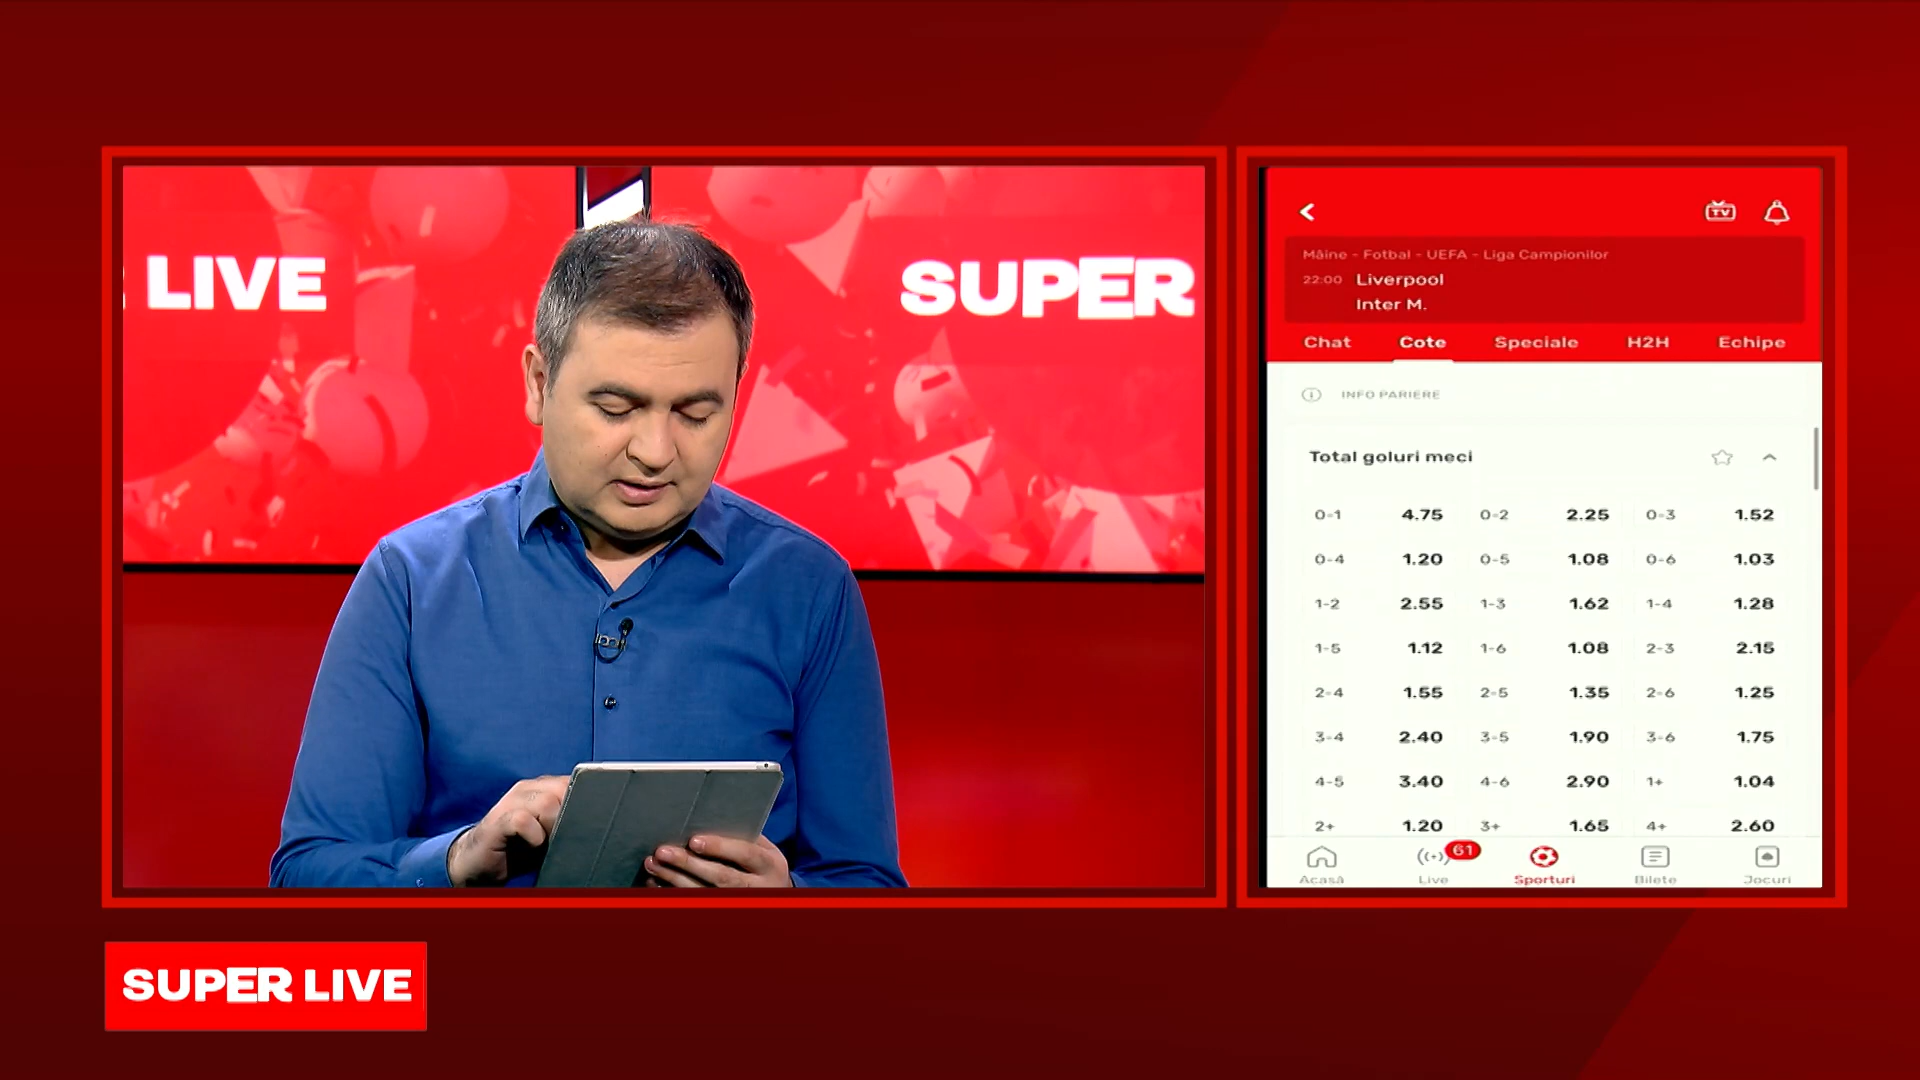 LIVE
SUPER
TV
Mâine - Fotbal - UEFA - Liga Campionilor
22:00 Liverpool
Inter M.
Chat Cote Speciale H2H Echipe
INFO PARIERE
Total goluri meci
0-1 4.75 0-2 2.25 0-3 1.52
0-4 1.20 0-5 1.08 0-6 1.03
1-2 2.55 1-3 1.62 1-4 1.28
1-5 1.12 1-6 1.08 2-3 2.15
2-4 1.55 2-5 1.35 2-6 1.25
3-4 2.40 3-5 1.90 3-6 1.75
4-5 3.40 4-6 2.90 1+ 1.04
2+ 1.20 3+ 1.65 4+ 2.60
61
Acasă Live Sporturi Bilete Jocuri
SUPER LIVE